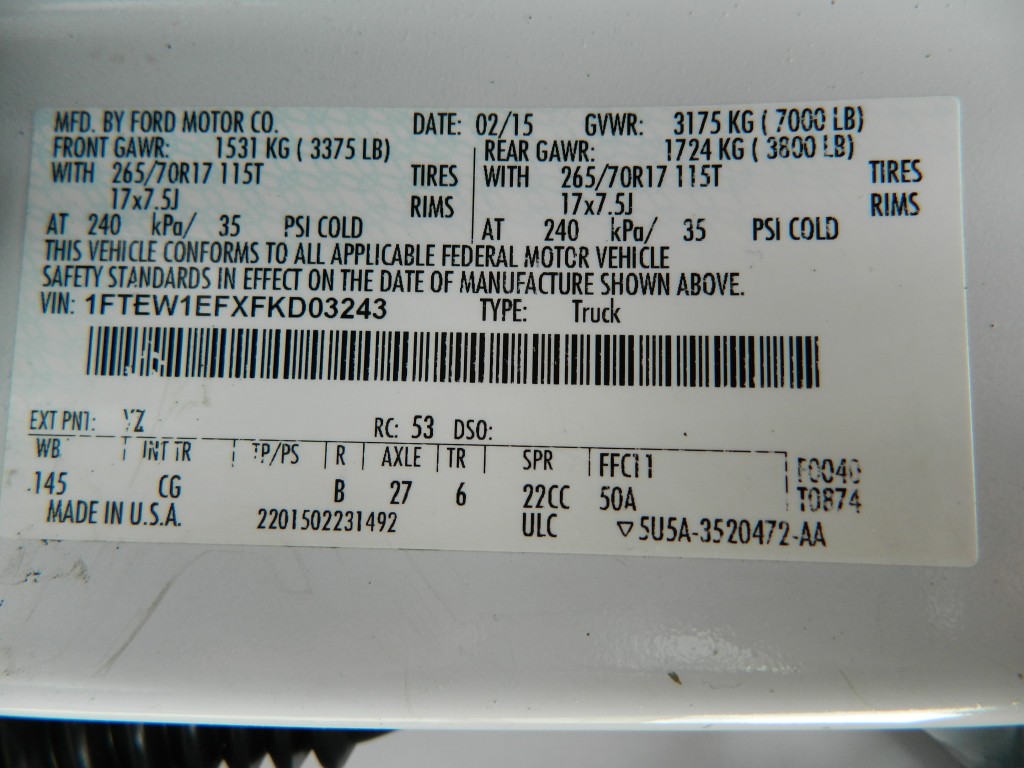 MFD. BY FORD MOTOR CO. DATE: 02/15 GVWR: 3175 KG ( 7000 LB)
FRONT GAWR: 1531 KG ( 3375 LB) REAR GAWR: 1724 KG ( 3800 LB)
WITH 265/70R17 115T TIRES WITH 265/70R17 115T TIRES
17x7.5J RIMS 17x7.5J RIMS
AT 240 kPa/ 35 PSI COLD AT 240 kPa/ 35 PSI COLD
THIS VEHICLE CONFORMS TO ALL APPLICABLE FEDERAL MOTOR VEHICLE
SAFETY STANDARDS IN EFFECT ON THE DATE OF MANUFACTURE SHOWN ABOVE.
VIN: 1FTEW1EFXFKD03243 TYPE: Truck
EXT PNT: YZ RC: 53 DSO:
WB INT TR TP/PS R AXLE TR SPR FFC11 F0040
145 CG B 27 6 22CC 50A T0874
MADE IN U.S.A. 2201502231492 ULC ▽5U5A-3520472-AA